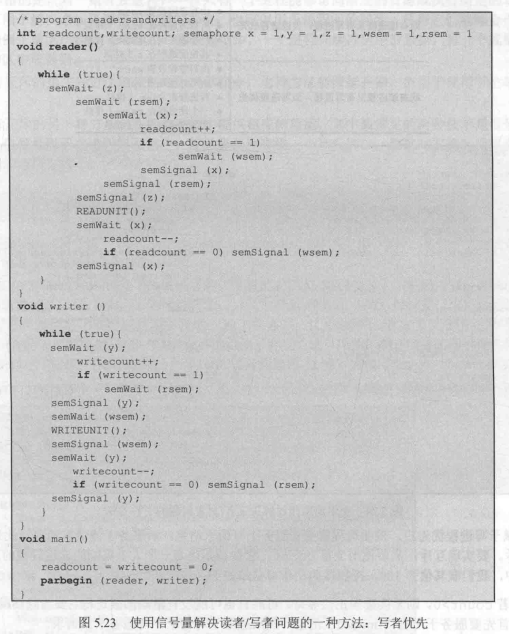 /* program readersandwriters */
int readcount,writecount; semaphore x = 1,y = 1,z = 1,wsem = 1,rsem = 1
void reader()
{
while (true){
semWait (z);
semWait (rsem);
semWait (x);
readcount++;
if (readcount == 1)
semWait (wsem);
semSignal (x);
semSignal (rsem);
semSignal (z);
READUNIT();
semWait (x);
readcount--;
if (readcount == 0) semSignal (wsem);
semSignal (x);
}
}
void writer ()
{
while (true){
semWait (y);
writecount++;
if (writecount == 1)
semWait (rsem);
semSignal (y);
semWait (wsem);
WRITEUNIT();
semSignal (wsem);
semWait (y);
writecount--;
if (writecount == 0) semSignal (rsem);
semSignal (y);
}
}
void main()
{
readcount = writecount = 0;
parbegin (reader, writer);
}
图 5.23 使用信号量解决读者/写者问题的一种方法：写者优先